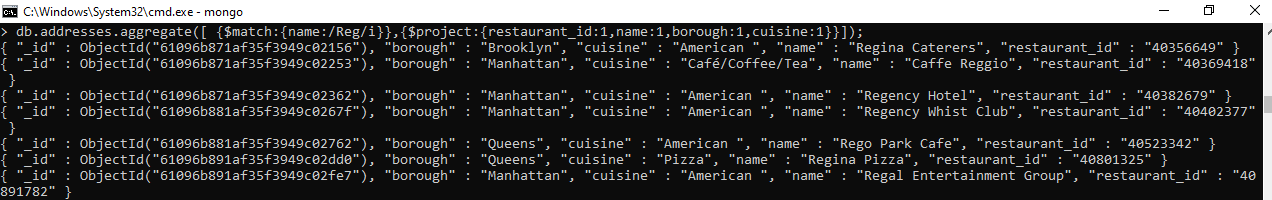 C:\Windows\System32\cmd.exe - mongo
> db.addresses.aggregate([ {$match:{name:/Reg/i}},{$project:{restaurant_id:1,name:1,borough:1,cuisine:1}}]);
{ "_id" : ObjectId("61096b871af35f3949c02156"), "borough" : "Brooklyn", "cuisine" : "American ", "name" : "Regina Caterers", "restaurant_id" : "40356649" }
{ "_id" : ObjectId("61096b871af35f3949c02253"), "borough" : "Manhattan", "cuisine" : "Café/Coffee/Tea", "name" : "Caffe Reggio", "restaurant_id" : "40369418"
 }
{ "_id" : ObjectId("61096b871af35f3949c02362"), "borough" : "Manhattan", "cuisine" : "American ", "name" : "Regency Hotel", "restaurant_id" : "40382679" }
{ "_id" : ObjectId("61096b881af35f3949c0267f"), "borough" : "Manhattan", "cuisine" : "American ", "name" : "Regency Whist Club", "restaurant_id" : "40402377"
 }
{ "_id" : ObjectId("61096b881af35f3949c02762"), "borough" : "Queens", "cuisine" : "American ", "name" : "Rego Park Cafe", "restaurant_id" : "40523342" }
{ "_id" : ObjectId("61096b891af35f3949c02dd0"), "borough" : "Queens", "cuisine" : "Pizza", "name" : "Regina Pizza", "restaurant_id" : "40801325" }
{ "_id" : ObjectId("61096b891af35f3949c02fe7"), "borough" : "Manhattan", "cuisine" : "American ", "name" : "Regal Entertainment Group", "restaurant_id" : "40
891782" }